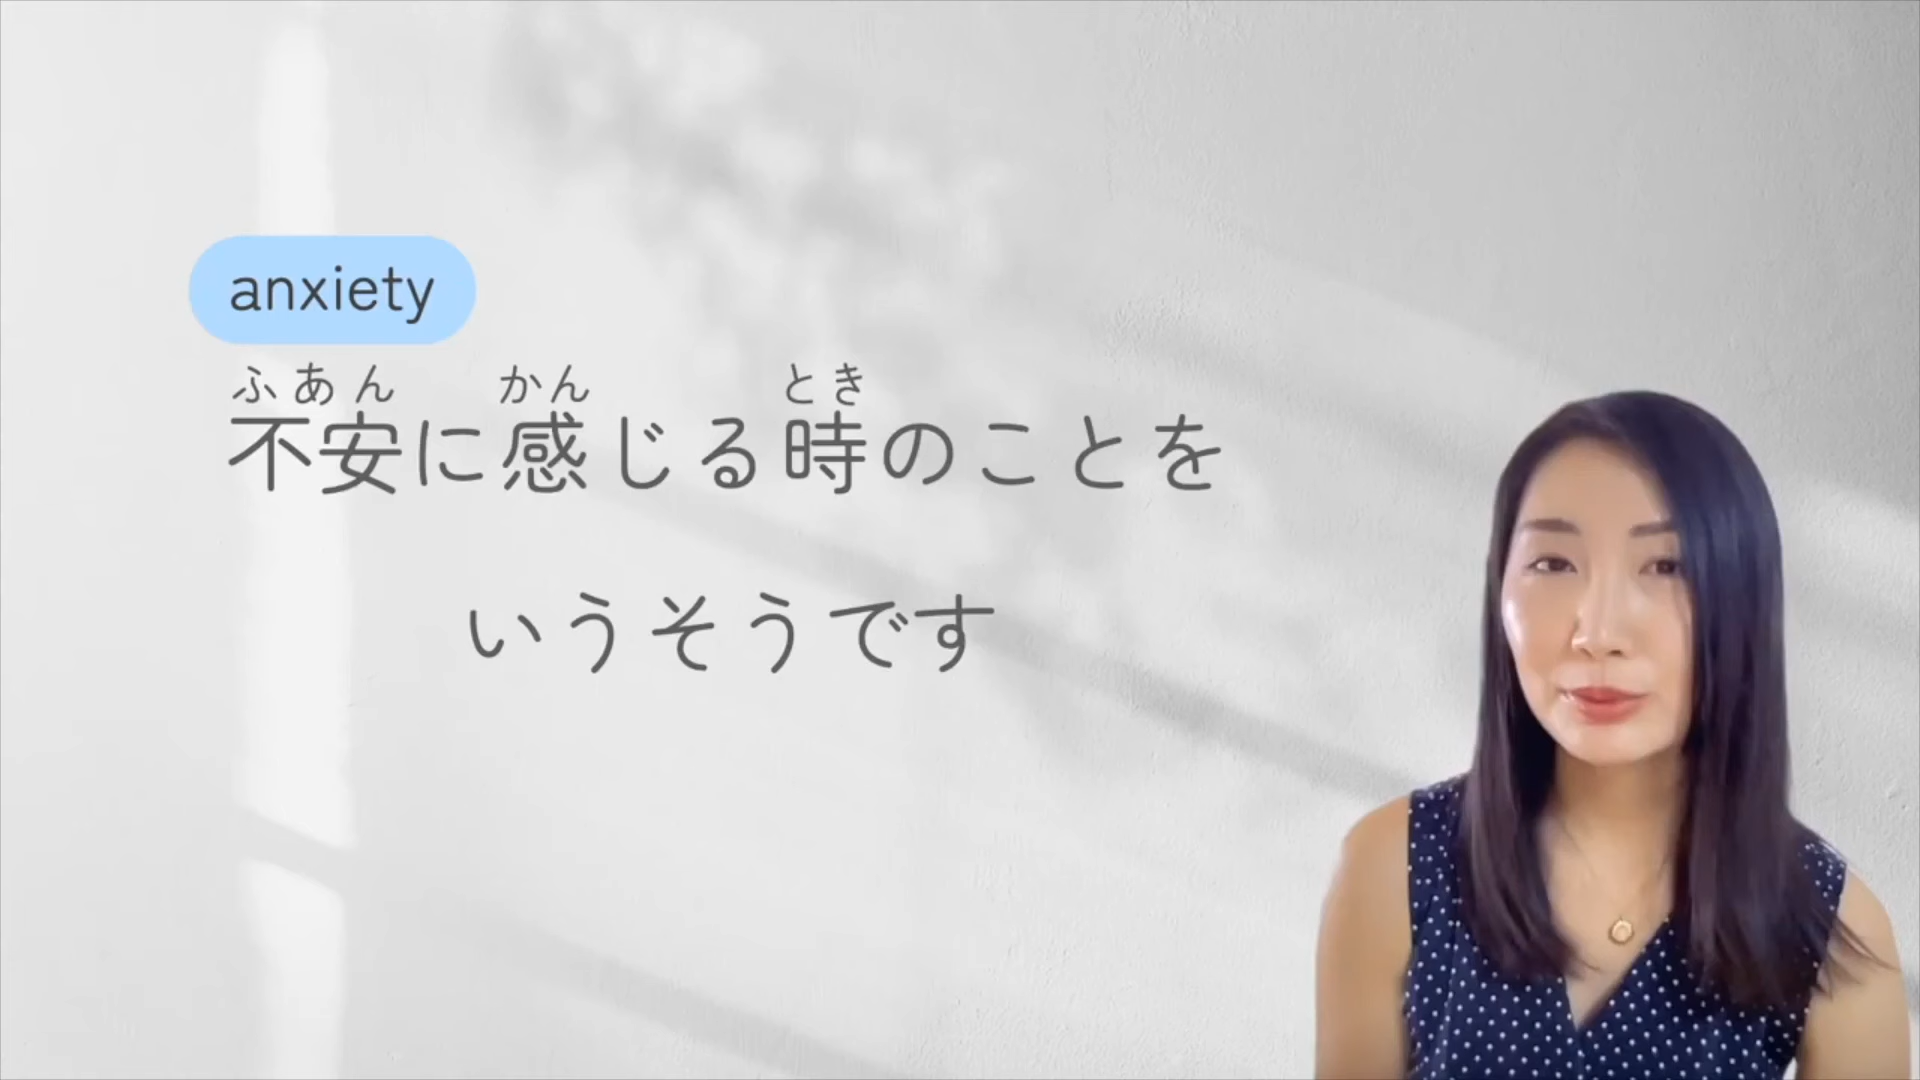 anxiety
ふあん かん とき
不安に感じる時のことを
いうそうです